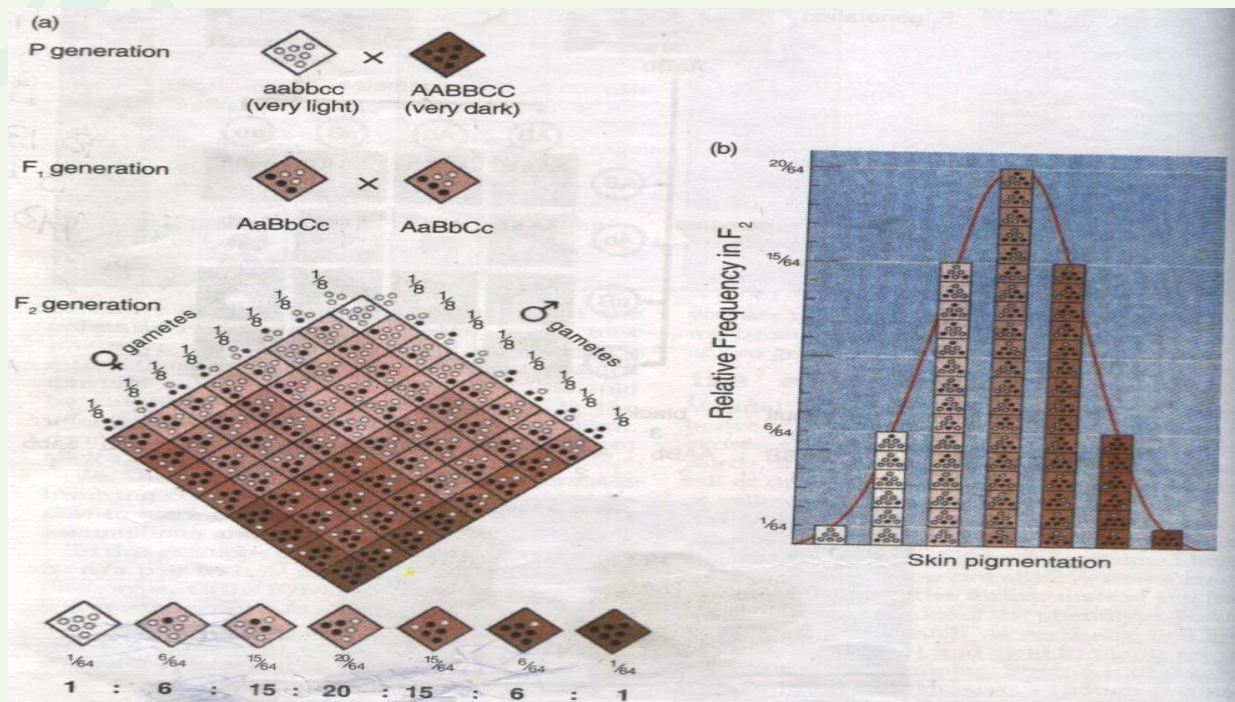 (a)
P generation
×
aabbcc
(very light)
AABBCC
(very dark)
F₁ generation
×
AaBbCc
AaBbCc
F₂ generation
♀ gametes
1/8
1/8
1/8
1/8
1/8
1/8
1/8
1/8
♂ gametes
1/8
1/8
1/8
1/8
1/8
1/8
1/8
1/8
1/64
6/64
15/64
20/64
15/64
6/64
1/64
1 : 6 : 15 : 20 : 15 : 6 : 1
(b)
Relative Frequency in F₂
20/64
15/64
6/64
1/64
Skin pigmentation